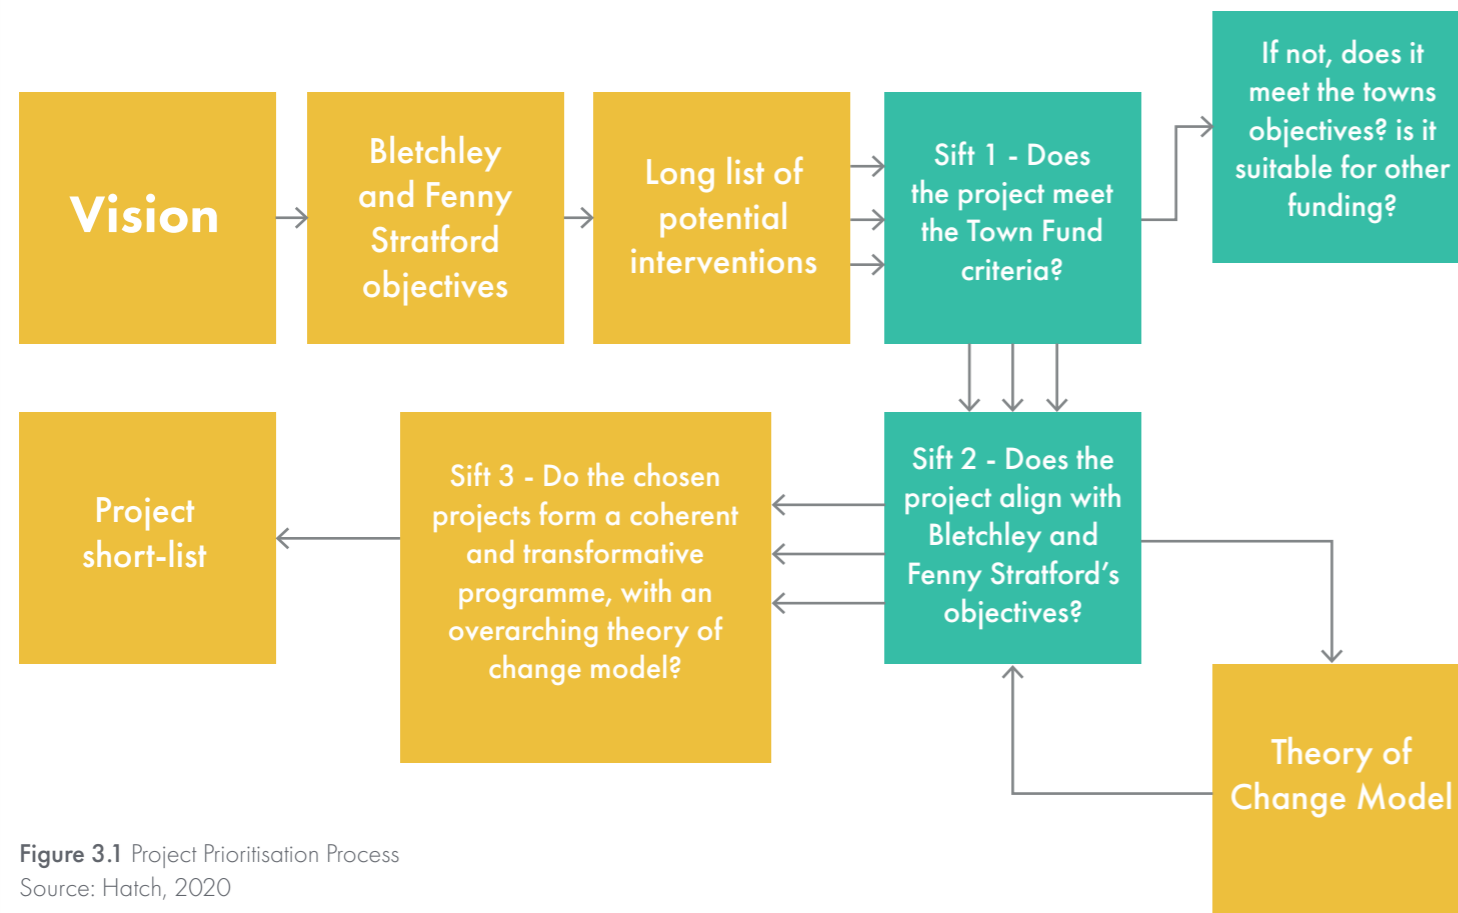 Vision
Bletchley
and Fenny
Stratford
objectives
Long list of
potential
interventions
Sift 1 - Does
the project meet
the Town Fund
criteria?
If not, does it
meet the towns
objectives? is it
suitable for other
funding?
Sift 2 - Does the
project align with
Bletchley and
Fenny Stratford’s
objectives?
Theory of
Change Model
Sift 3 - Do the chosen
projects form a coherent
and transformative
programme, with an
overarching theory of
change model?
Project
short-list
Figure 3.1 Project Prioritisation Process
Source: Hatch, 2020